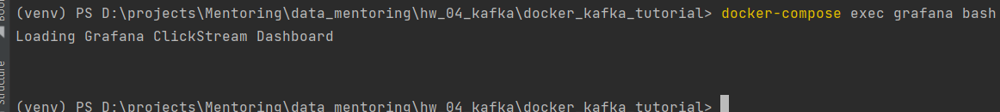 (venv) PS D:\projects\Mentoring\data_mentoring\hw_04_kafka\docker_kafka_tutorial> docker-compose exec grafana bash
Loading Grafana ClickStream Dashboard
(venv) PS D:\projects\Mentoring\data_mentoring\hw_04_kafka\docker_kafka_tutorial>
Structure